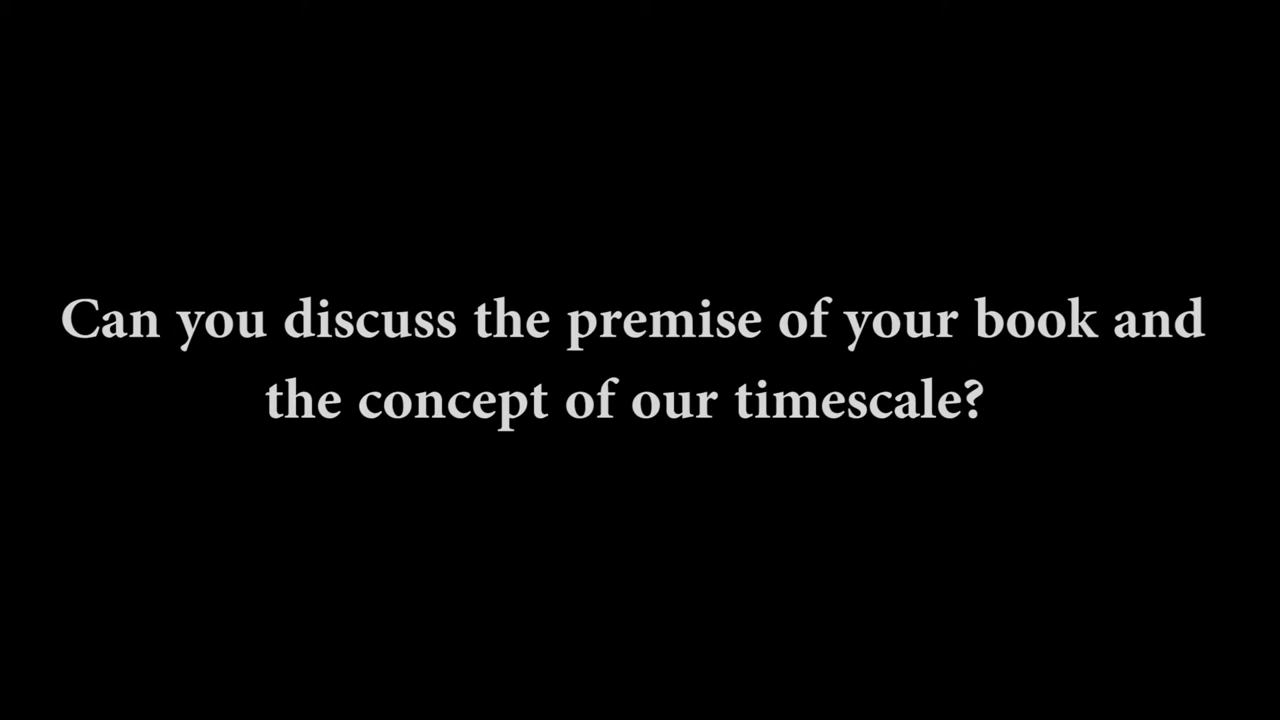 Can you discuss the premise of your book and
the concept of our timescale?